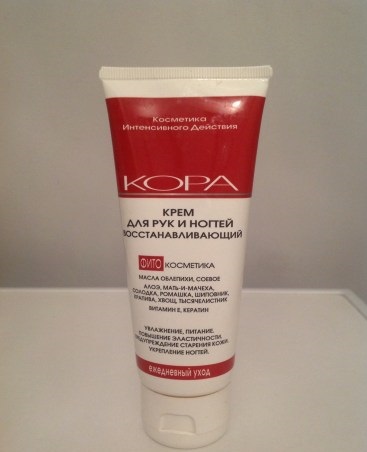 Косметика
Интенсивного Действия
КОРА
КРЕМ
ДЛЯ РУК И НОГТЕЙ
ВОССТАНАВЛИВАЮЩИЙ
ФИТО КОСМЕТИКА
МАСЛА ОБЛЕПИХИ, СОЕВОЕ
АЛОЭ, МАТЬ-И-МАЧЕХА,
СОЛОДКА, РОМАШКА, ШИПОВНИК,
КРАПИВА, ХВОЩ, ТЫСЯЧЕЛИСТНИК
ВИТАМИН Е, КЕРАТИН
УВЛАЖНЕНИЕ, ПИТАНИЕ,
ПОВЫШЕНИЕ ЭЛАСТИЧНОСТИ,
ПРЕДУПРЕЖДЕНИЕ СТАРЕНИЯ КОЖИ,
УКРЕПЛЕНИЕ НОГТЕЙ.
ежедневный уход